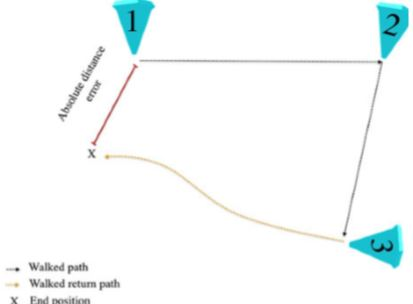 1
2
Absolute distance
error
X
3
Walked path
Walked return path
X End position